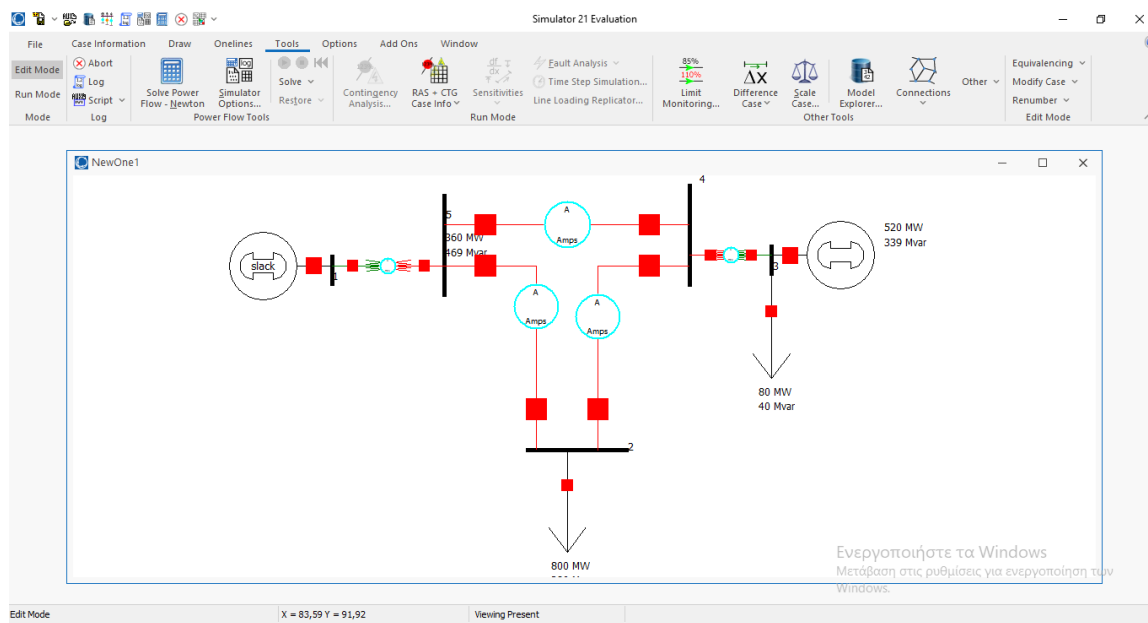 Simulator 21 Evaluation
File Case Information Draw Onelines Tools Options Add Ons Window
Edit Mode
Run Mode
Mode
Abort
Log
Script
Log
Solve Power
Flow - Newton
Simulator
Options...
Power Flow Tools
Solve
Restore
Contingency
Analysis...
RAS + CTG
Case Info
Sensitivities
Fault Analysis
Time Step Simulation...
Line Loading Replicator...
Run Mode
85%
110%
Limit
Monitoring...
Difference
Case
Scale
Case...
Model
Explorer...
Connections
Other
Other Tools
Equivalencing
Modify Case
Renumber
Edit Mode
NewOne1
4
5
A
Amps
360 MW
469 Mvar
slack
1
520 MW
339 Mvar
3
A
Amps
A
Amps
80 MW
40 Mvar
2
800 MW
Ενεργοποιήστε τα Windows
Μετάβαση στις ρυθμίσεις για ενεργοποίηση των
Windows.
Edit Mode X = 83,59 Y = 91,92 Viewing Present